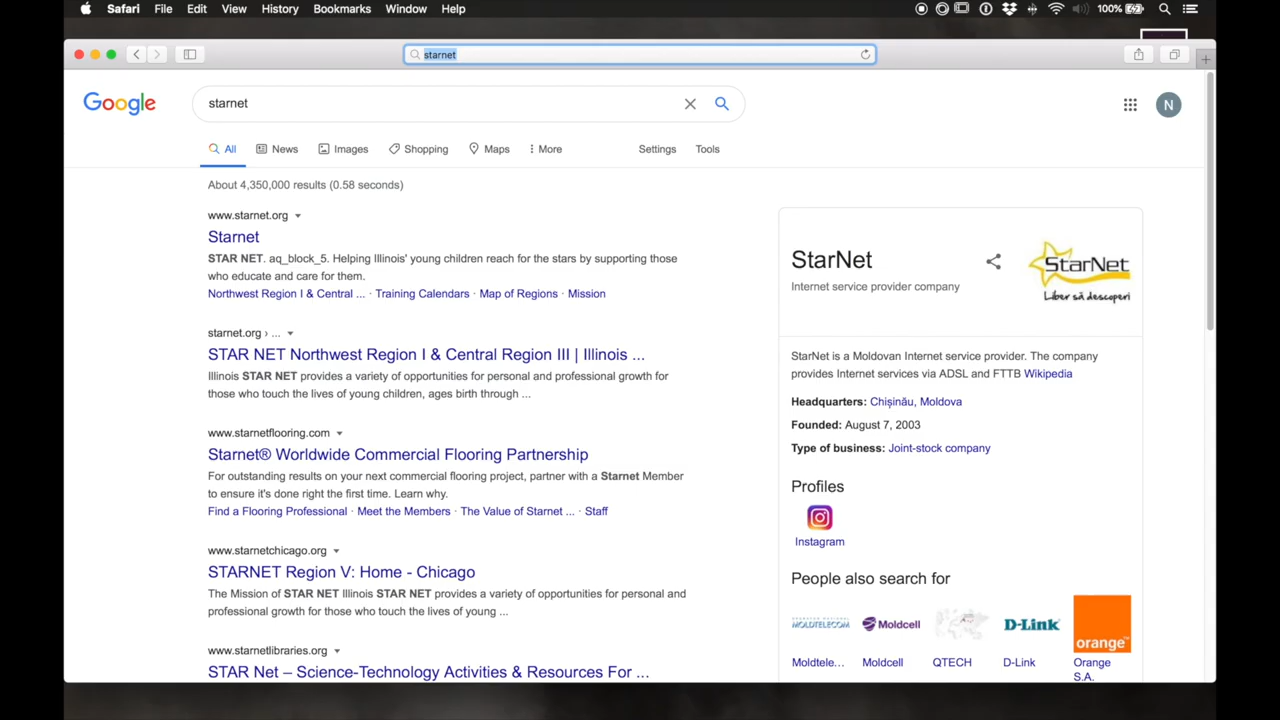 Safari File Edit View History Bookmarks Window Help 100%
starnet
Google starnet N
All News Images Shopping Maps More Settings Tools
About 4,350,000 results (0.58 seconds)
www.starnet.org
Starnet
STAR NET. aq_block_5. Helping Illinois' young children reach for the stars by supporting those
who educate and care for them.
Northwest Region I & Central ... · Training Calendars · Map of Regions · Mission
starnet.org › ...
STAR NET Northwest Region I & Central Region III | Illinois ...
Illinois STAR NET provides a variety of opportunities for personal and professional growth for
those who touch the lives of young children, ages birth through ...
www.starnetflooring.com
Starnet® Worldwide Commercial Flooring Partnership
For outstanding results on your next commercial flooring project, partner with a Starnet Member
to ensure it's done right the first time. Learn why.
Find a Flooring Professional · Meet the Members · The Value of Starnet ... · Staff
www.starnetchicago.org
STARNET Region V: Home - Chicago
The Mission of STAR NET Illinois STAR NET provides a variety of opportunities for personal and
professional growth for those who touch the lives of young ...
www.starnetlibraries.org
STAR Net – Science-Technology Activities & Resources For ...
StarNet
Internet service provider company
StarNet
Liber să descoperi
StarNet is a Moldovan Internet service provider. The company
provides Internet services via ADSL and FTTB Wikipedia
Headquarters: Chișinău, Moldova
Founded: August 7, 2003
Type of business: Joint-stock company
Profiles
Instagram
People also search for
MOLDTELECOM Moldcell D-Link orange™
Moldtele... Moldcell QTECH D-Link Orange
S.A.